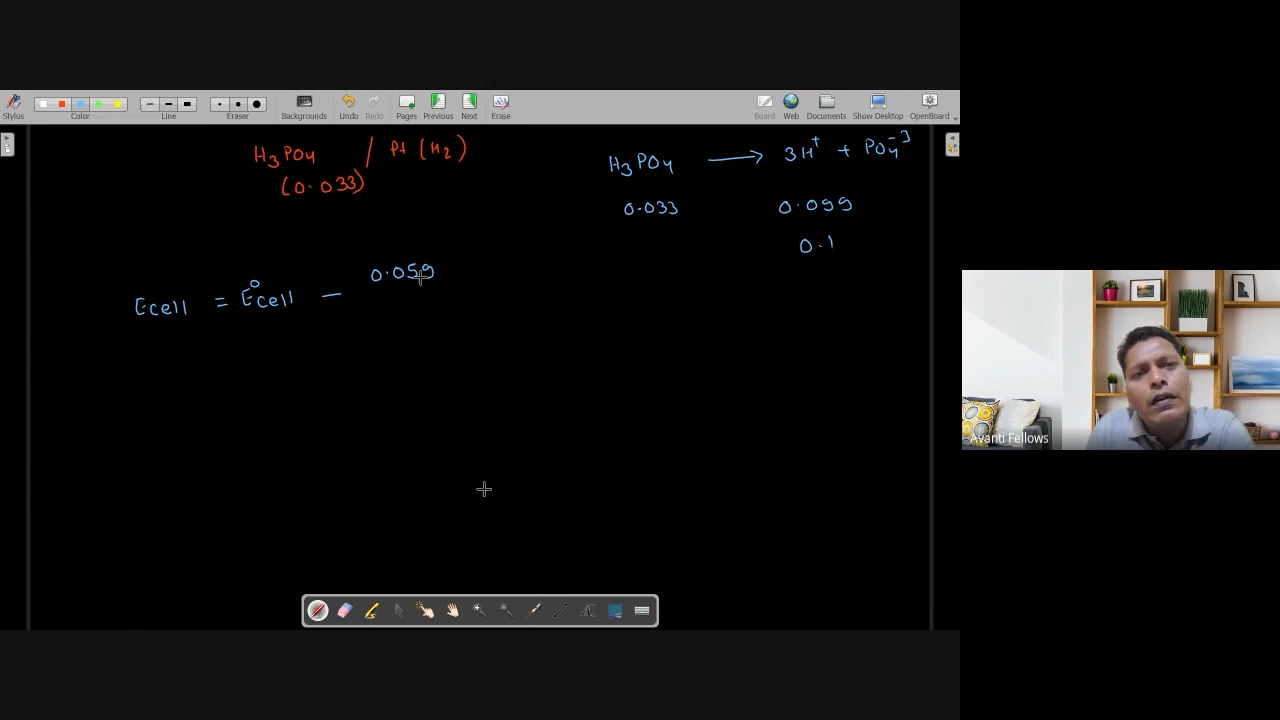 Stylus Color Line Eraser Backgrounds Undo Redo Pages Previous Next Erase Board Web Documents Show Desktop OpenBoard
H3PO4 / Pt (H2)
(0.033)
H3PO4 → 3H+ + PO4-3
0.033 0.099
0.1
Ecell = E°cell - 0.059
Avanti Fellows